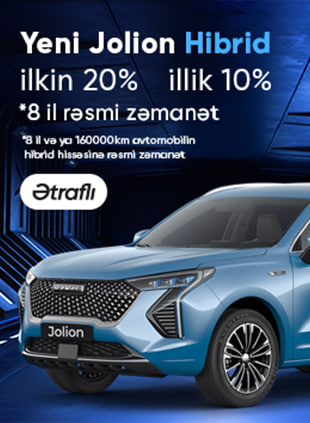 Yeni Jolion Hibrid
ilkin 20% illik 10%
*8 il rəsmi zəmanət
*8 il və ya 160000km avtomobilin
hibrid hissəsinə rəsmi zəmanət
Ətraflı
Jolion